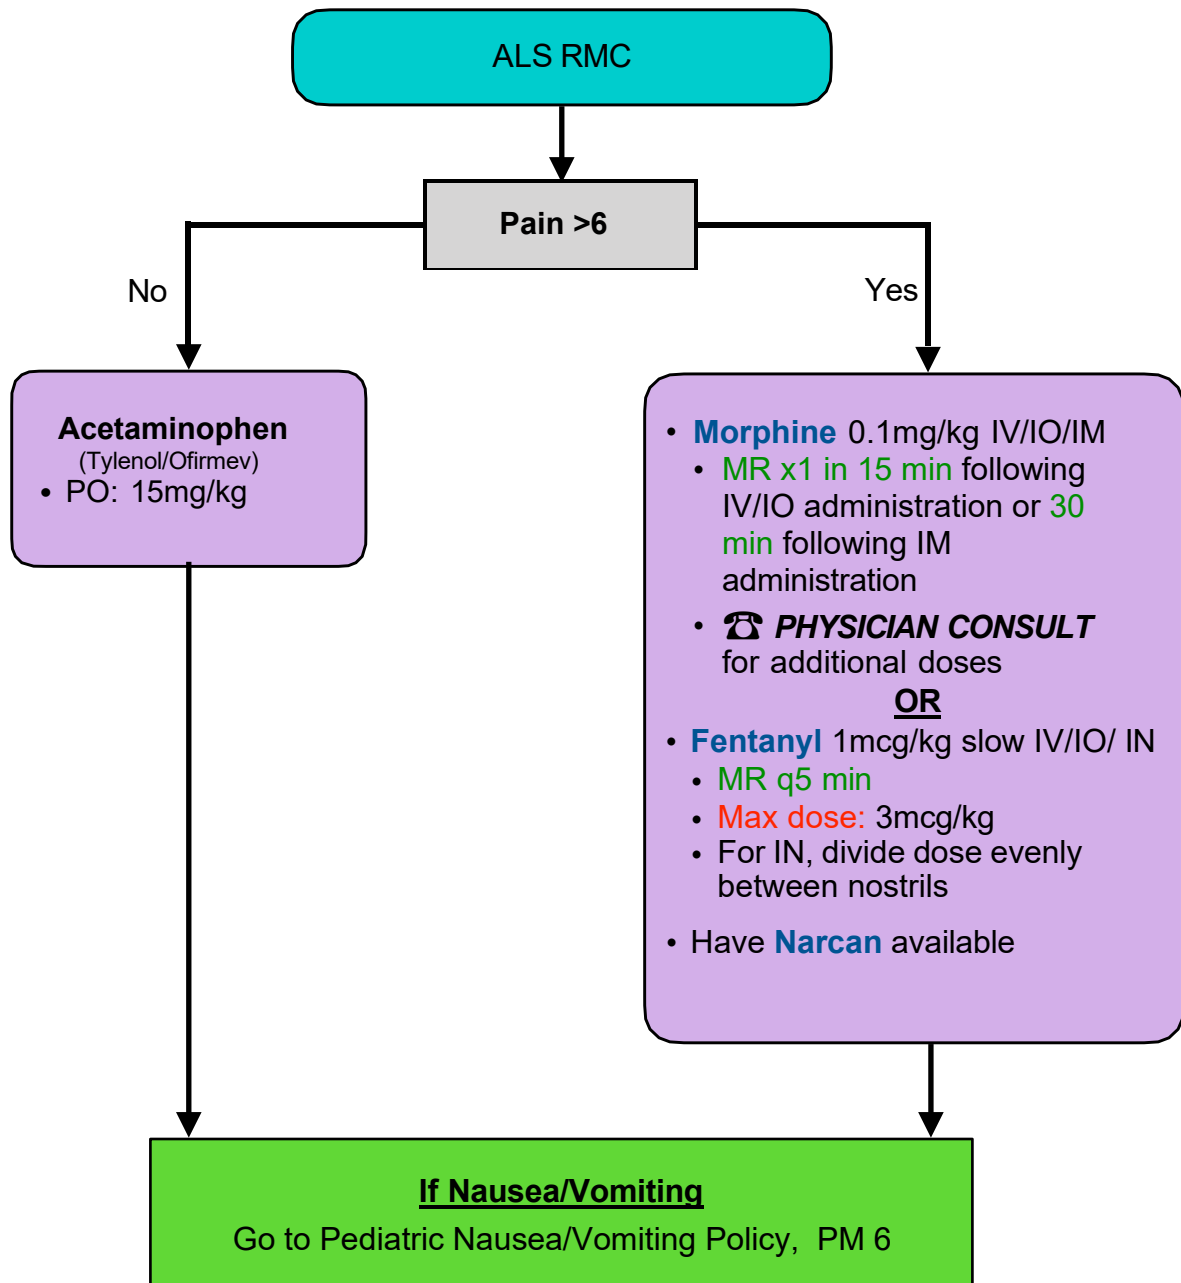 ALS RMC
Pain >6
No
Yes
Acetaminophen
(Tylenol/Ofirmev)
• PO: 15mg/kg
• Morphine 0.1mg/kg IV/IO/IM
• MR x1 in 15 min following
IV/IO administration or 30
min following IM
administration
• ☎ PHYSICIAN CONSULT
for additional doses
OR
• Fentanyl 1mcg/kg slow IV/IO/ IN
• MR q5 min
• Max dose: 3mcg/kg
• For IN, divide dose evenly
between nostrils
• Have Narcan available
If Nausea/Vomiting
Go to Pediatric Nausea/Vomiting Policy, PM 6